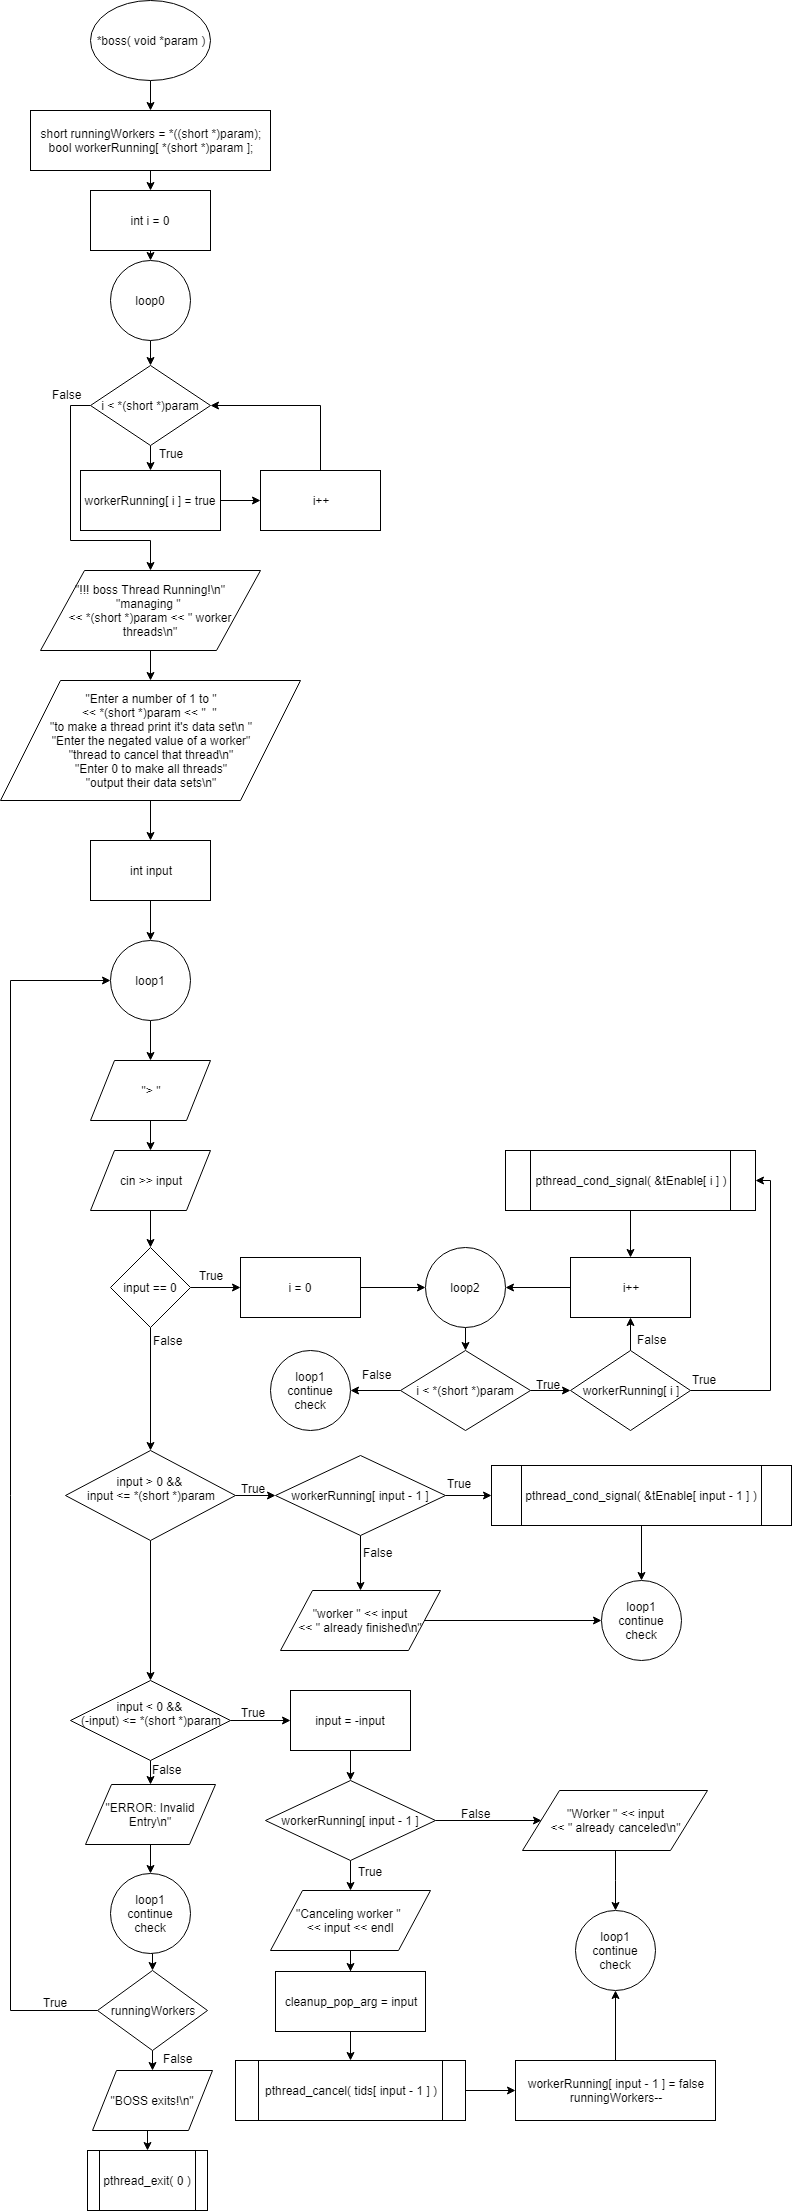 *boss( void *param )
short runningWorkers = *((short *)param);
bool workerRunning[ *(short *)param ];
int i = 0
loop0
False
i < *(short *)param
True
workerRunning[ i ] = true
i++
"!!! boss Thread Running!\n"
"managing "
<< *(short *)param << " worker
threads\n"
"Enter a number of 1 to "
<< *(short *)param << "  "
"to make a thread print it's data set\n "
"Enter the negated value of a worker"
"thread to cancel that thread\n"
"Enter 0 to make all threads"
"output their data sets\n"
int input
loop1
"> "
cin >> input
pthread_cond_signal( &tEnable[ i ] )
input == 0
True
i = 0
loop2
i++
False
False
loop1
continue
check
False
i < *(short *)param
True
workerRunning[ i ]
True
input > 0 &&
input <= *(short *)param
True
workerRunning[ input - 1 ]
True
pthread_cond_signal( &tEnable[ input - 1 ] )
False
"worker " << input
<< " already finished\n"
loop1
continue
check
input < 0 &&
(-input) <= *(short *)param
True
input = -input
False
"ERROR: Invalid
Entry\n"
workerRunning[ input - 1 ]
False
"Worker " << input
<< " already canceled\n"
True
loop1
continue
check
"Canceling worker "
<< input << endl
loop1
continue
check
True
runningWorkers
cleanup_pop_arg = input
False
"BOSS exits!\n"
pthread_cancel( tids[ input - 1 ] )
workerRunning[ input - 1 ] = false
runningWorkers--
pthread_exit( 0 )